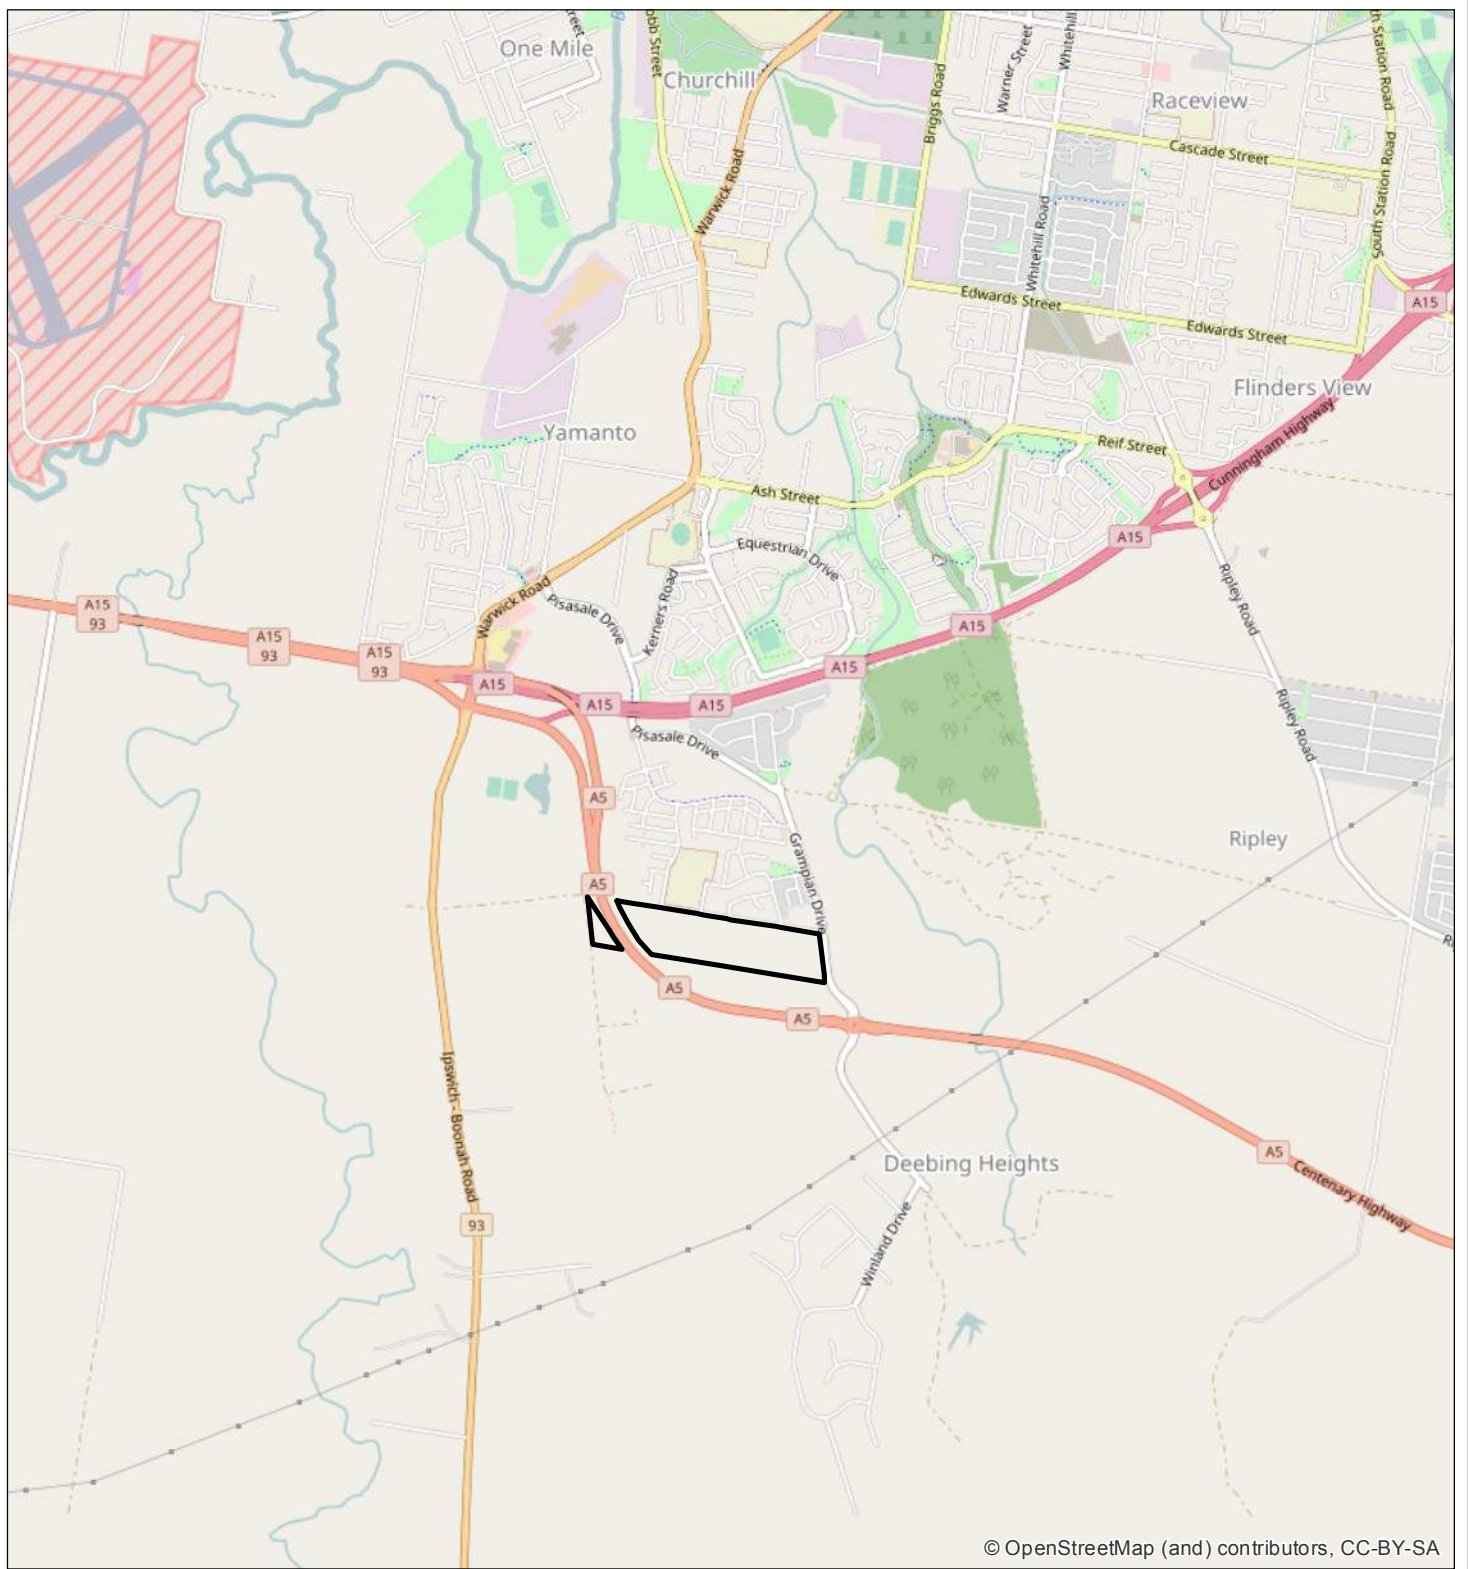 One Mile
Churchill
Warner Street
Whitehill
Briggs Road
Raceview
Cascade Street
South Station Road
Warwick Road
Whitehill Road
Edwards Street
Edwards Street
A15
Flinders View
Yamanto
Reif Street
Cunningham Highway
Ash Street
A15
Equestrian Drive
Warwick Road
Pisasale Drive
Kerners Road
Ripley Road
A15
93
A15
93
A15
93
A15
A15
A15
A15
A15
Pisasale Drive
Ripley Road
A5
Grampian Drive
Ripley
A5
A5
A5
Ipswich - Boonah Road
Deebing Heights
A5
Centenary Highway
93
Winland Drive
© OpenStreetMap (and) contributors, CC-BY-SA